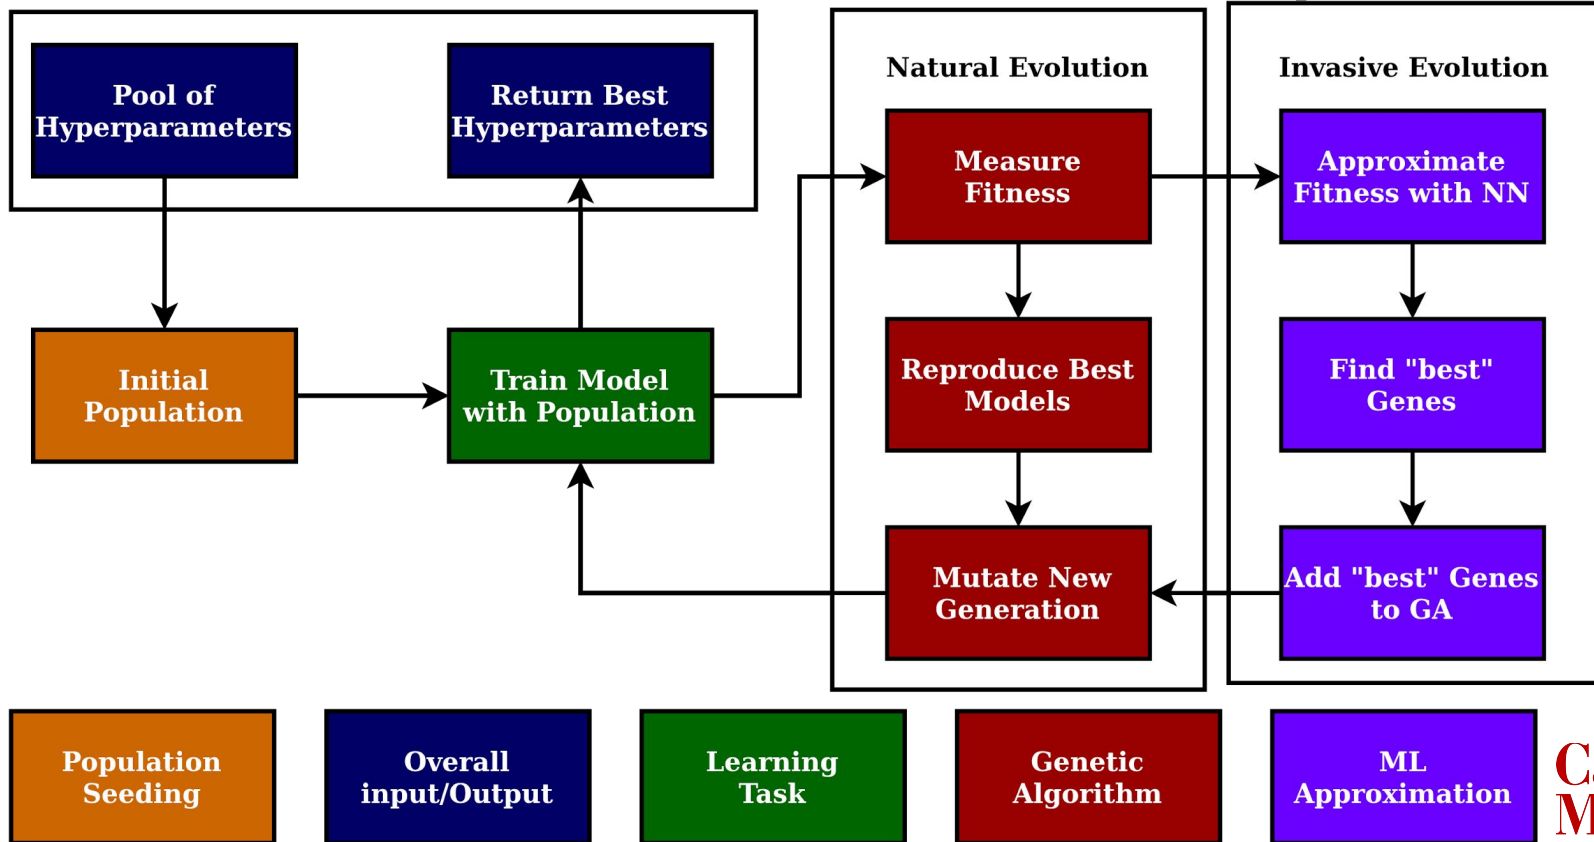 Pool of
Hyperparameters
Return Best
Hyperparameters
Natural Evolution
Invasive Evolution
Measure
Fitness
Approximate
Fitness with NN
Initial
Population
Train Model
with Population
Reproduce Best
Models
Find "best"
Genes
Mutate New
Generation
Add "best" Genes
to GA
Population
Seeding
Overall
input/Output
Learning
Task
Genetic
Algorithm
ML
Approximation